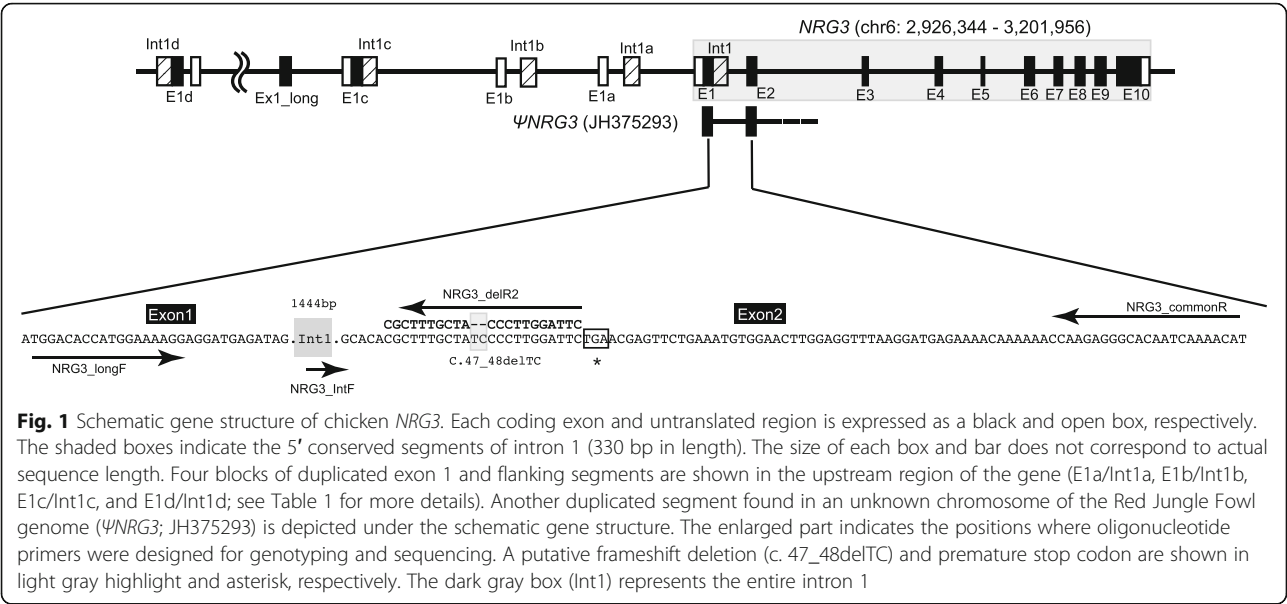 NRG3 (chr6: 2,926,344 - 3,201,956)
Int1d Int1c Int1b Int1a Int1
E1d Ex1_long E1c E1b E1a E1 E2 E3 E4 E5 E6 E7 E8 E9 E10
ΨNRG3 (JH375293)
1444bp NRG3_delR2 NRG3_commonR
Exon1 Exon2
CGCTTTGCTA--CCCTTGGATTC
ATGGACACCATGGAAAAGGAGGATGAGATAG.Int1.GCACACGCTTTGCTATCCCCTTGGATTCTGAACGAGTTCTGAAATGTGGAACTTGGAGGTTTAAGGATGAGAAAACAAAAAACCAAGAGGGCACAATCAAAACAT
NRG3_longF C.47_48delTC *
NRG3_IntF
Fig. 1 Schematic gene structure of chicken NRG3. Each coding exon and untranslated region is expressed as a black and open box, respectively.
The shaded boxes indicate the 5′ conserved segments of intron 1 (330 bp in length). The size of each box and bar does not correspond to actual
sequence length. Four blocks of duplicated exon 1 and flanking segments are shown in the upstream region of the gene (E1a/Int1a, E1b/Int1b,
E1c/Int1c, and E1d/Int1d; see Table 1 for more details). Another duplicated segment found in an unknown chromosome of the Red Jungle Fowl
genome (ΨNRG3; JH375293) is depicted under the schematic gene structure. The enlarged part indicates the positions where oligonucleotide
primers were designed for genotyping and sequencing. A putative frameshift deletion (c. 47_48delTC) and premature stop codon are shown in
light gray highlight and asterisk, respectively. The dark gray box (Int1) represents the entire intron 1